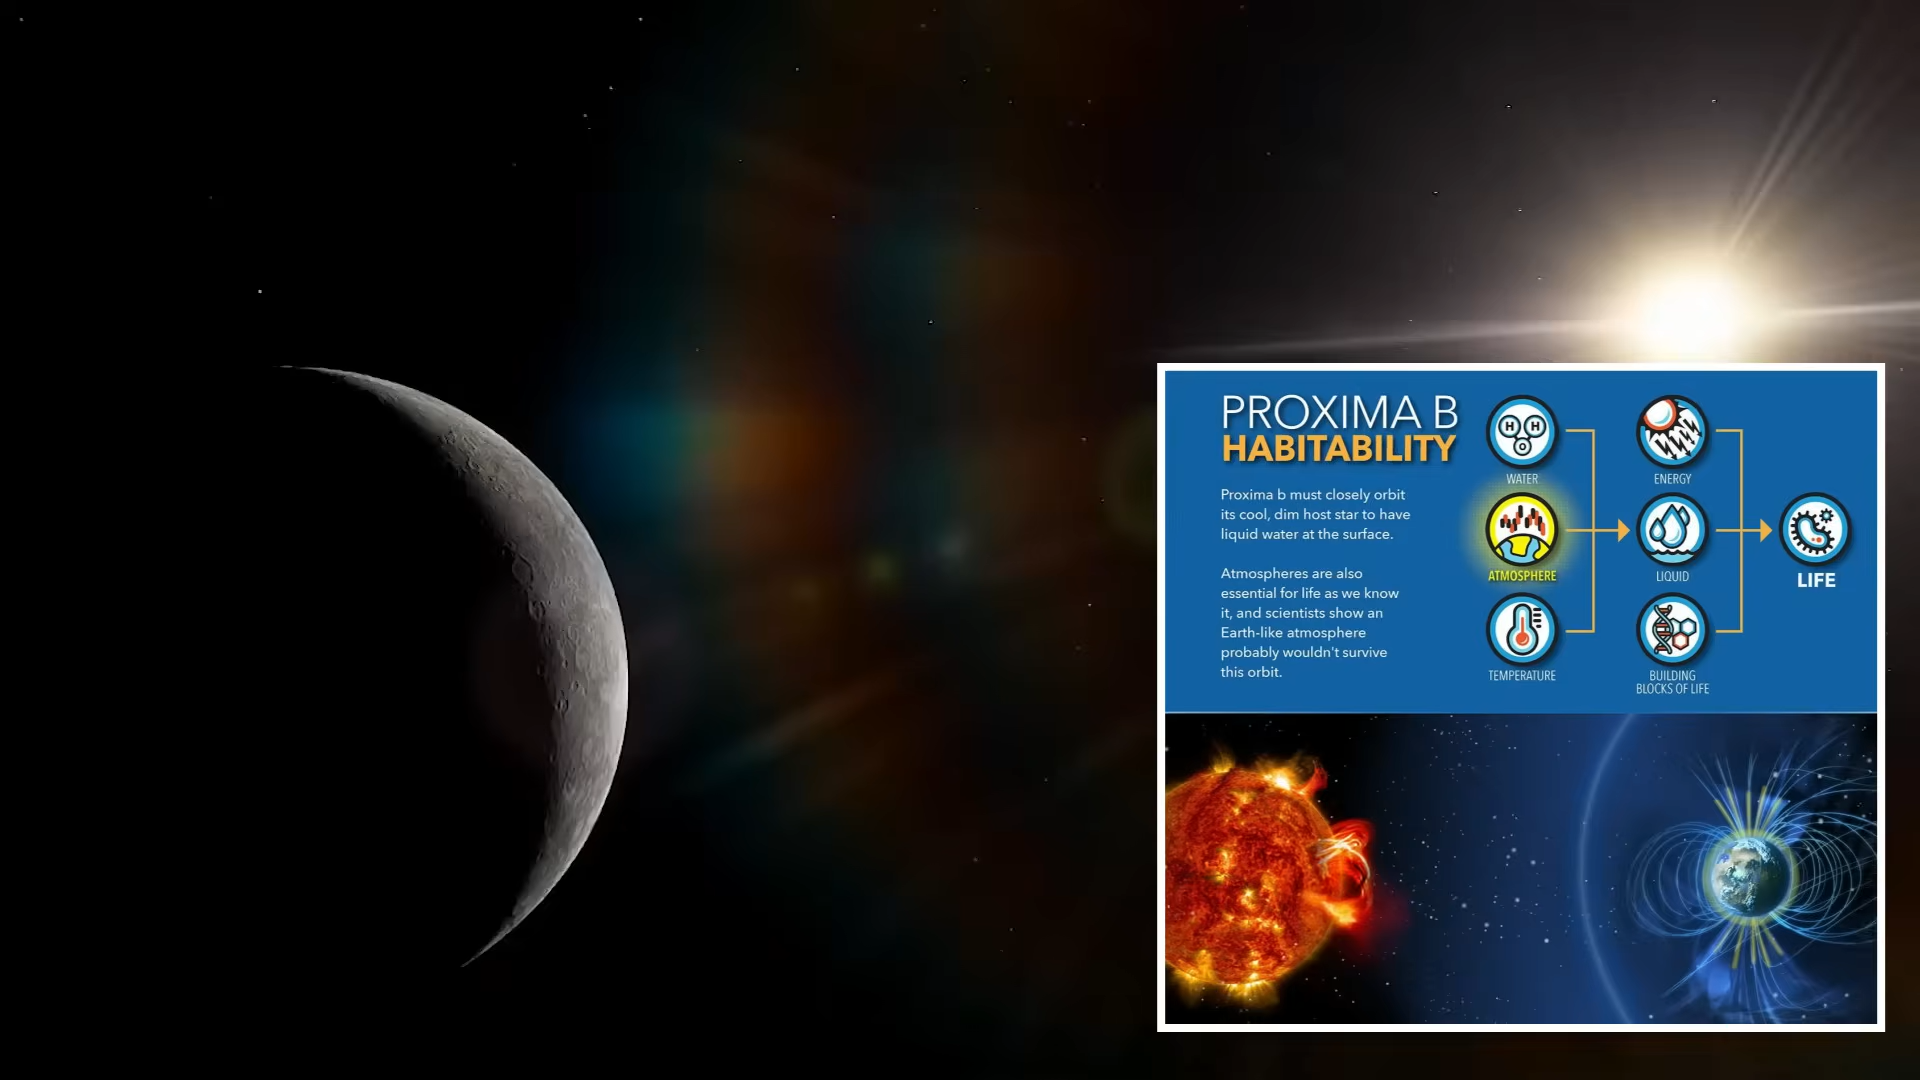 PROXIMA B
HABITABILITY
Proxima b must closely orbit
its cool, dim host star to have
liquid water at the surface.
Atmospheres are also
essential for life as we know
it, and scientists show an
Earth-like atmosphere
probably wouldn't survive
this orbit.
H H
O
WATER
ATMOSPHERE
TEMPERATURE
ENERGY
LIQUID
BUILDING
BLOCKS OF LIFE
LIFE